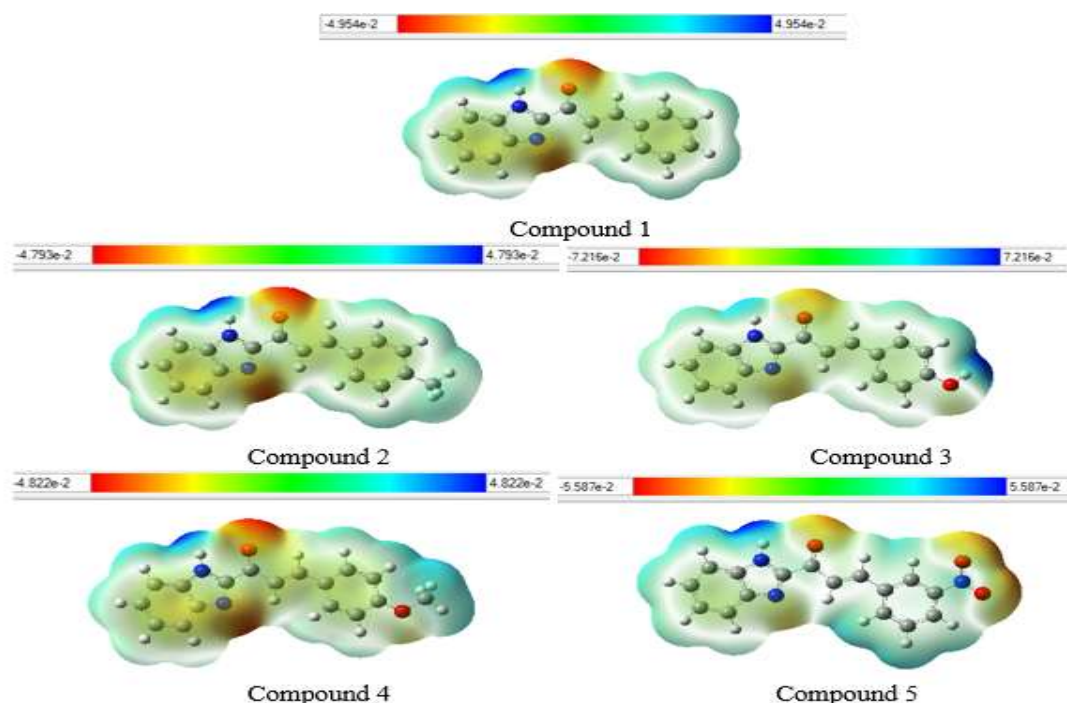 -4.954e-2 4.954e-2
Compound 1
-4.793e-2 4.793e-2 -7.216e-2 7.216e-2
Compound 2 Compound 3
-4.822e-2 4.822e-2 -5.587e-2 5.587e-2
Compound 4 Compound 5